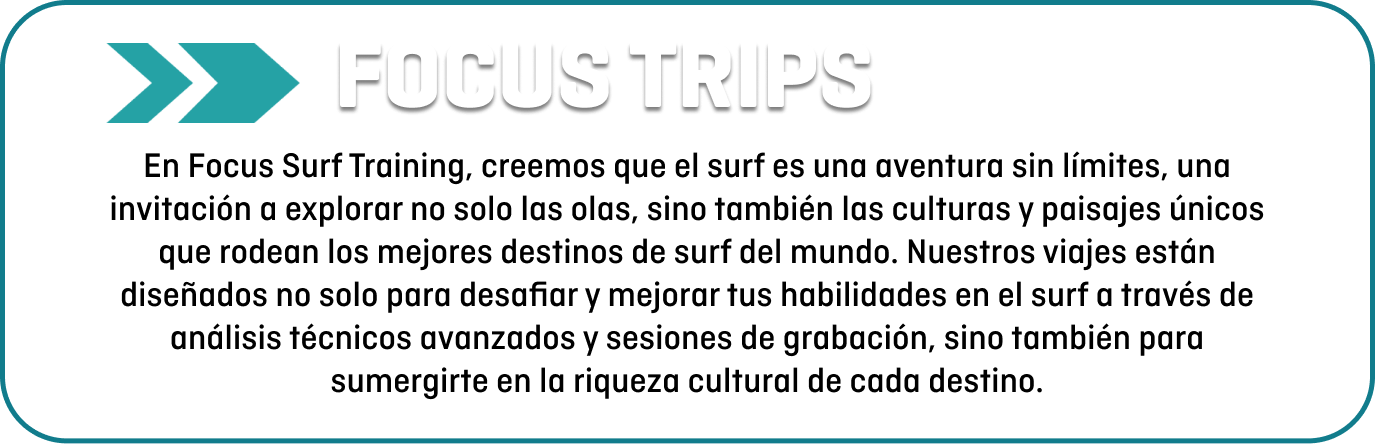 FOCUS TRIPS
En Focus Surf Training, creemos que el surf es una aventura sin límites, una
invitación a explorar no solo las olas, sino también las culturas y paisajes únicos
que rodean los mejores destinos de surf del mundo. Nuestros viajes están
diseñados no solo para desafiar y mejorar tus habilidades en el surf a través de
análisis técnicos avanzados y sesiones de grabación, sino también para
sumergirte en la riqueza cultural de cada destino.